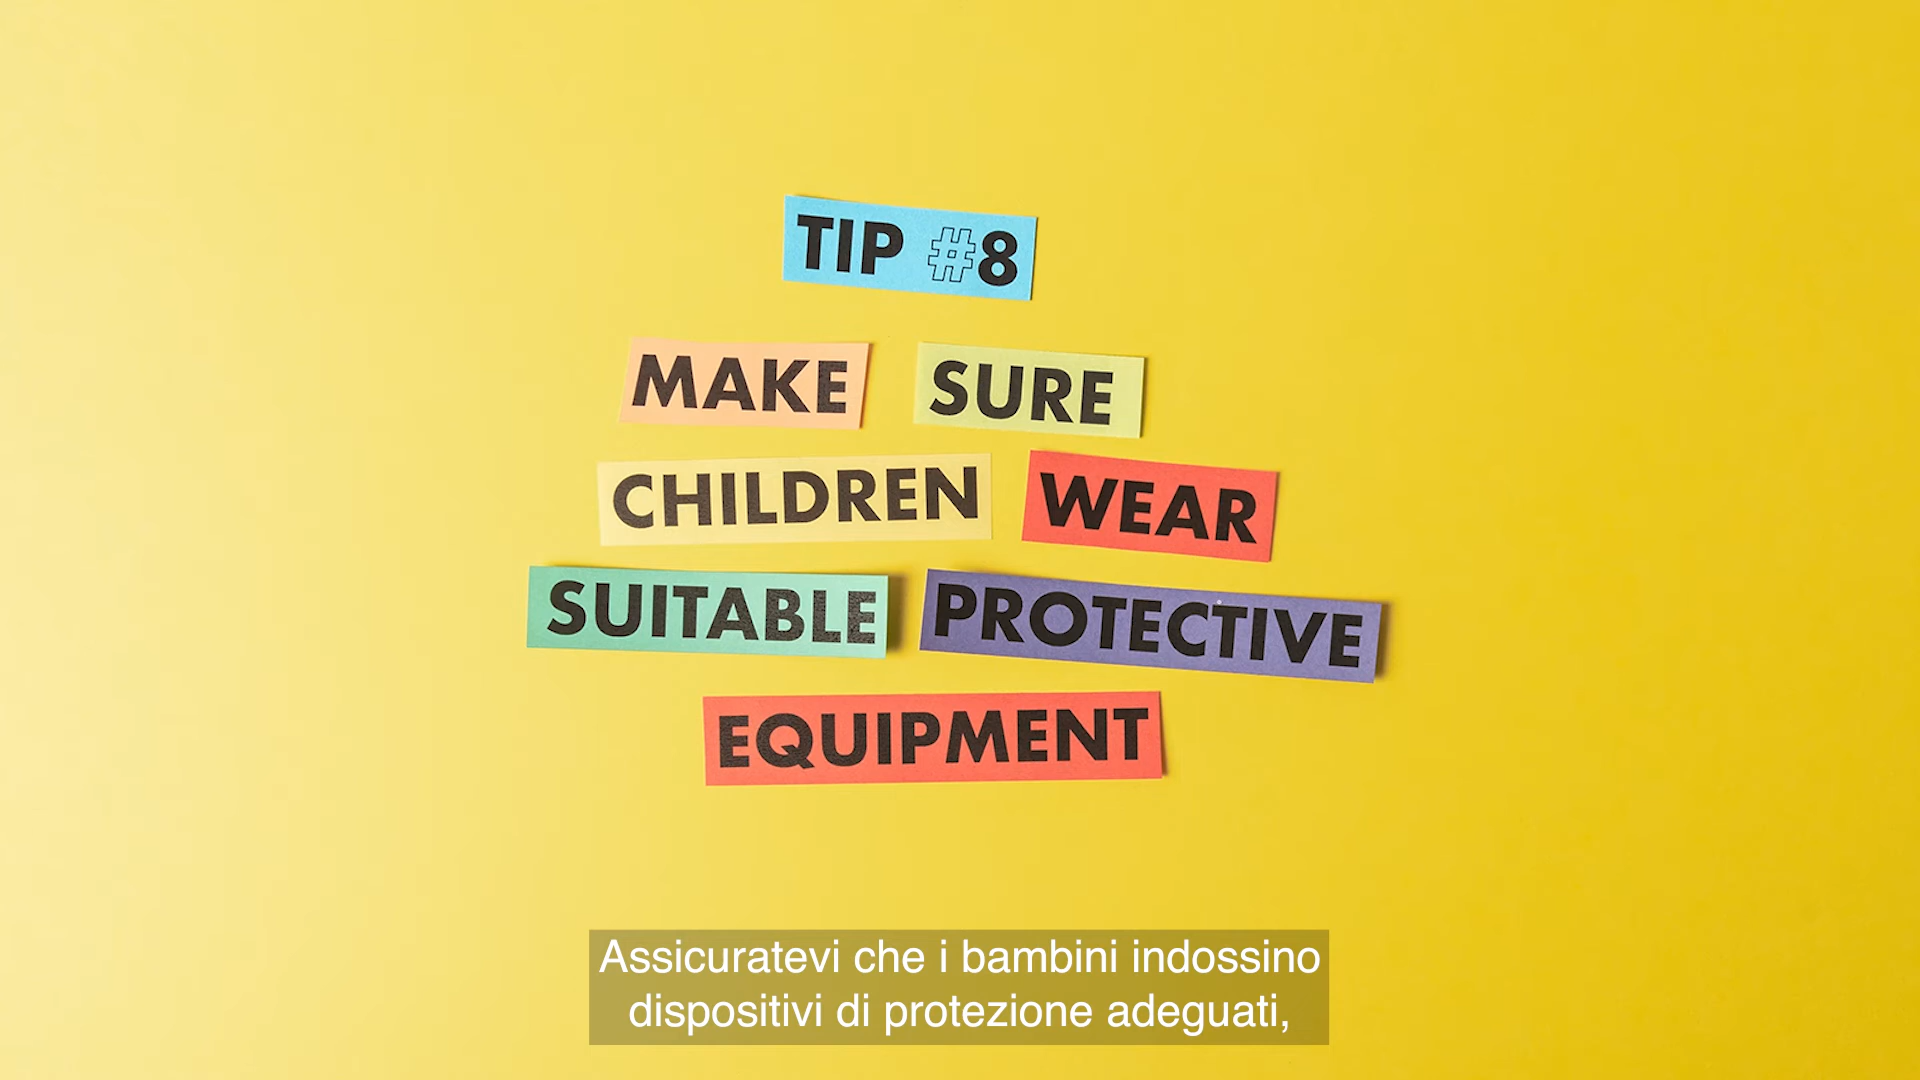 TIP #8
MAKE SURE
CHILDREN WEAR
SUITABLE PROTECTIVE
EQUIPMENT
Assicuratevi che i bambini indossino
dispositivi di protezione adeguati,